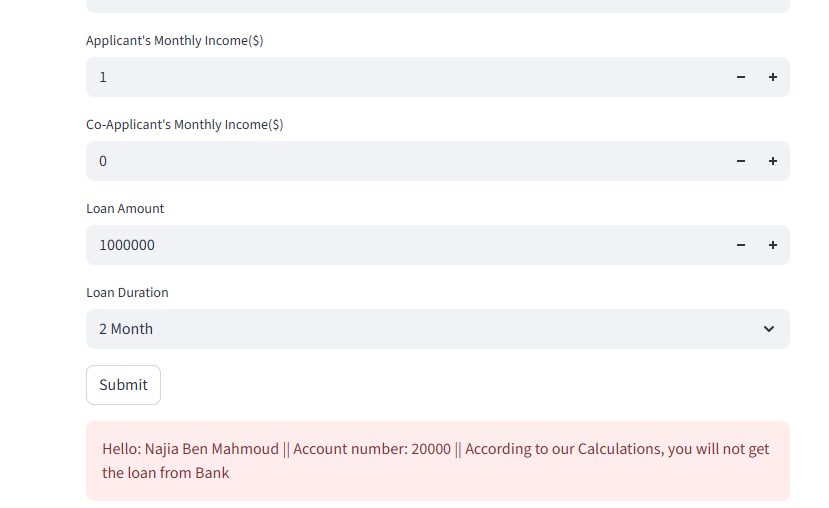 Applicant's Monthly Income($)
1
Co-Applicant's Monthly Income($)
0
Loan Amount
1000000
Loan Duration
2 Month
Submit
Hello: Najia Ben Mahmoud || Account number: 20000 || According to our Calculations, you will not get
the loan from Bank